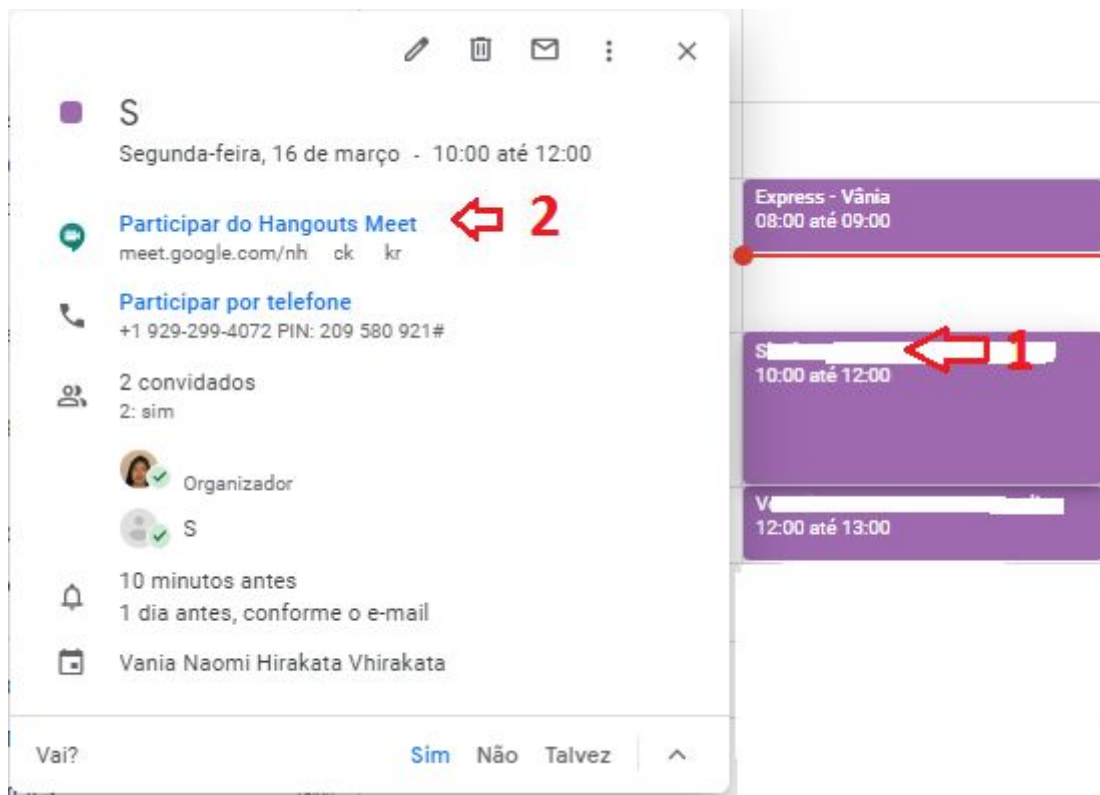 S
Segunda-feira, 16 de março - 10:00 até 12:00
Participar do Hangouts Meet
meet.google.com/nh ck kr
2
Participar por telefone
+1 929-299-4072 PIN: 209 580 921#
2 convidados
2: sim
Organizador
S
10 minutos antes
1 dia antes, conforme o e-mail
Vania Naomi Hirakata Vhirakata
Vai?
Sim Não Talvez
Express - Vânia
08:00 até 09:00
1
10:00 até 12:00
12:00 até 13:00